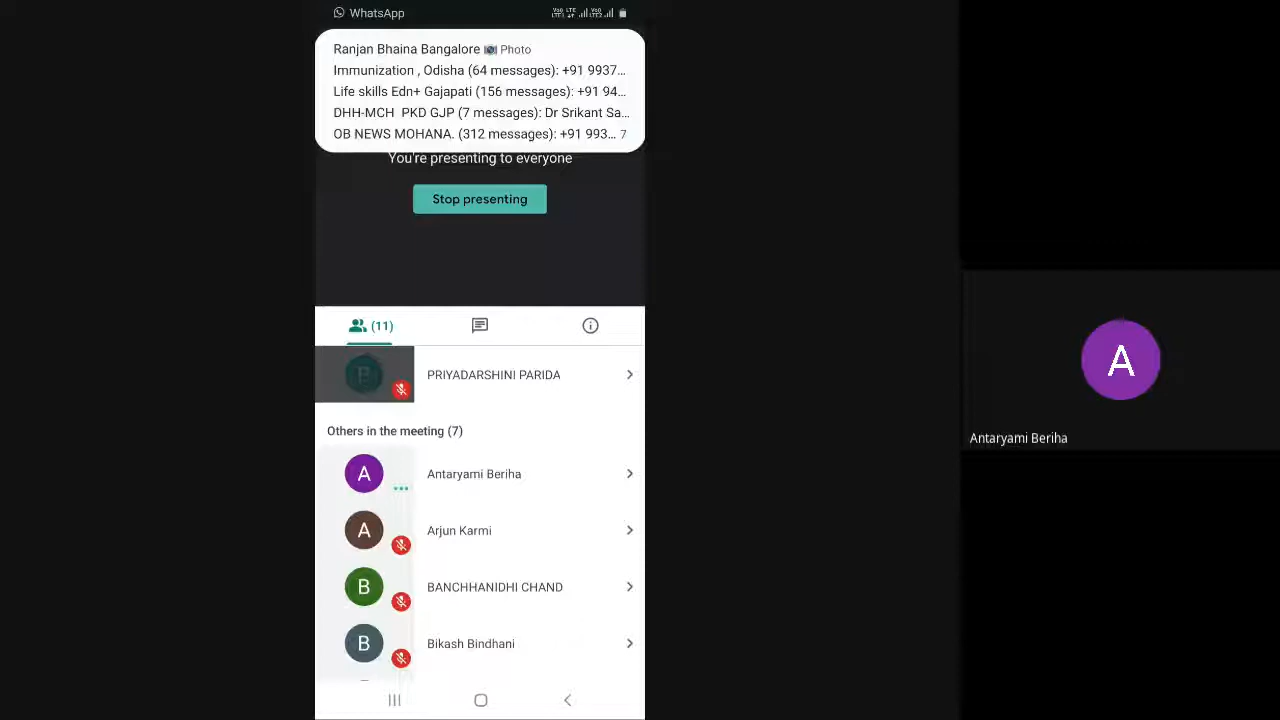 WhatsApp
Ranjan Bhaina Bangalore 📷 Photo
Immunization , Odisha (64 messages): +91 9937...
Life skills Edn+ Gajapati (156 messages): +91 94...
DHH-MCH PKD GJP (7 messages): Dr Srikant Sa...
OB NEWS MOHANA. (312 messages): +91 993... 7
You're presenting to everyone
Stop presenting
(11)
P
PRIYADARSHINI PARIDA
Others in the meeting (7)
A
Antaryami Beriha
A
Arjun Karmi
B
BANCHHANIDHI CHAND
B
Bikash Bindhani
A
Antaryami Beriha